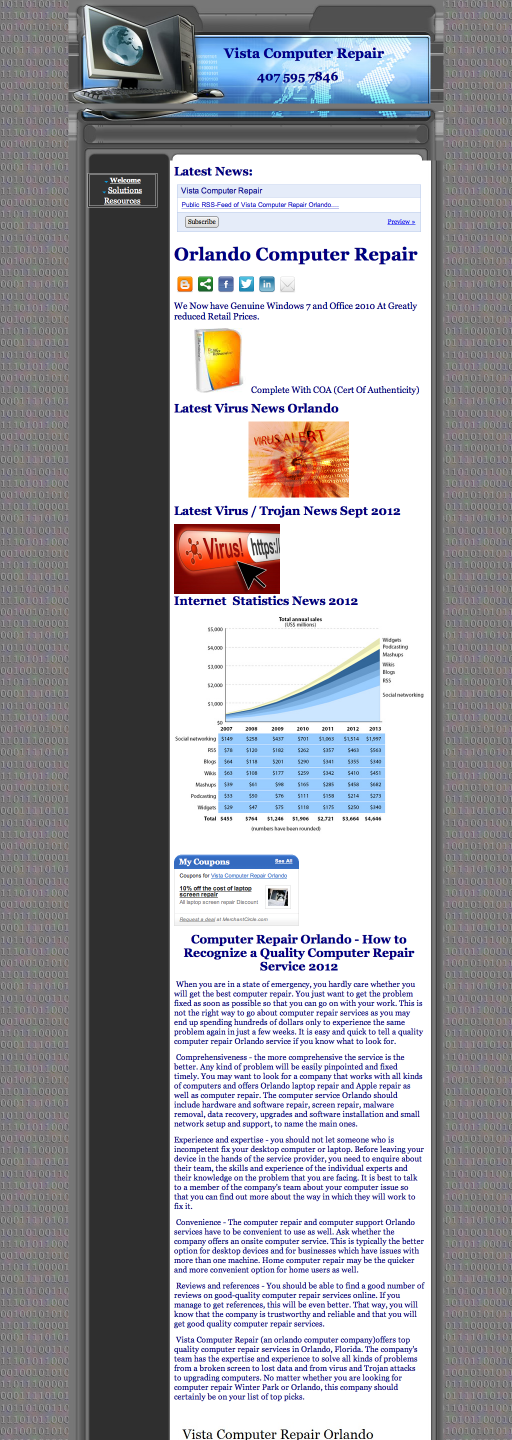 Vista Computer Repair
407 595 7846
Welcome
Solutions
Resources
Latest News:
Vista Computer Repair
Public RSS-Feed of Vista Computer Repair Orlando....
Subscribe
Preview »
Orlando Computer Repair
We Now have Genuine Windows 7 and Office 2010 At Greatly
reduced Retail Prices.
Complete With COA (Cert Of Authenticity)
Latest Virus News Orlando
VIRUS ALERT
Latest Virus / Trojan News Sept 2012
Virus! https:/
Internet Statistics News 2012
Total annual sales
(US$ millions)
$5,000
$4,000
$3,000
$2,000
$1,000
$0
Widgets
Podcasting
Mashups
Wikis
Blogs
RSS
Social networking
2007 2008 2009 2010 2011 2012 2013
Social networking $149 $258 $437 $701 $1,063 $1,514 $1,997
RSS $78 $120 $182 $262 $357 $463 $563
Blogs $64 $118 $201 $290 $341 $355 $340
Wikis $63 $108 $177 $259 $342 $410 $451
Mashups $39 $61 $98 $165 $285 $458 $682
Podcasting $33 $50 $76 $111 $158 $214 $273
Widgets $29 $47 $75 $118 $175 $250 $340
Total $455 $764 $1,246 $1,906 $2,721 $3,664 $4,646
(numbers have been rounded)
My Coupons
See All
Coupons for Vista Computer Repair Orlando
10% off the cost of laptop
screen repair
All laptop screen repair Discount
Request a deal at MerchantCircle.com
Computer Repair Orlando - How to
Recognize a Quality Computer Repair
Service 2012
When you are in a state of emergency, you hardly care whether you
will get the best computer repair. You just want to get the problem
fixed as soon as possible so that you can go on with your work. This is
not the right way to go about computer repair services as you may
end up spending hundreds of dollars only to experience the same
problem again in just a few weeks. It is easy and quick to tell a quality
computer repair Orlando service if you know what to look for.
Comprehensiveness - the more comprehensive the service is the
better. Any kind of problem will be easily pinpointed and fixed
timely. You may want to look for a company that works with all kinds
of computers and offers Orlando laptop repair and Apple repair as
well as computer repair. The computer service Orlando should
include hardware and software repair, screen repair, malware
removal, data recovery, upgrades and software installation and small
network setup and support, to name the main ones.
Experience and expertise - you should not let someone who is
incompetent fix your desktop computer or laptop. Before leaving your
device in the hands of the service provider, you need to enquire about
their team, the skills and experience of the individual experts and
their knowledge on the problem that you are facing. It is best to talk
to a member of the company's team about your computer issue so
that you can find out more about the way in which they will work to
fix it.
Convenience - The computer repair and computer support Orlando
services have to be convenient to use as well. Ask whether the
company offers an onsite computer service. This is typically the better
option for desktop devices and for businesses which have issues with
more than one machine. Home computer repair may be the quicker
and more convenient option for home users as well.
Reviews and references - You should be able to find a good number of
reviews on good-quality computer repair services online. If you
manage to get references, this will be even better. That way, you will
know that the company is trustworthy and reliable and that you will
get good quality computer repair services.
Vista Computer Repair (an orlando computer company)offers top
quality computer repair services in Orlando, Florida. The company's
team has the expertise and experience to solve all kinds of problems
from a broken screen to lost data and from virus and Trojan attacks
to upgrading computers. No matter whether you are looking for
computer repair Winter Park or Orlando, this company should
certainly be on your list of top picks.
Vista Computer Repair Orlando